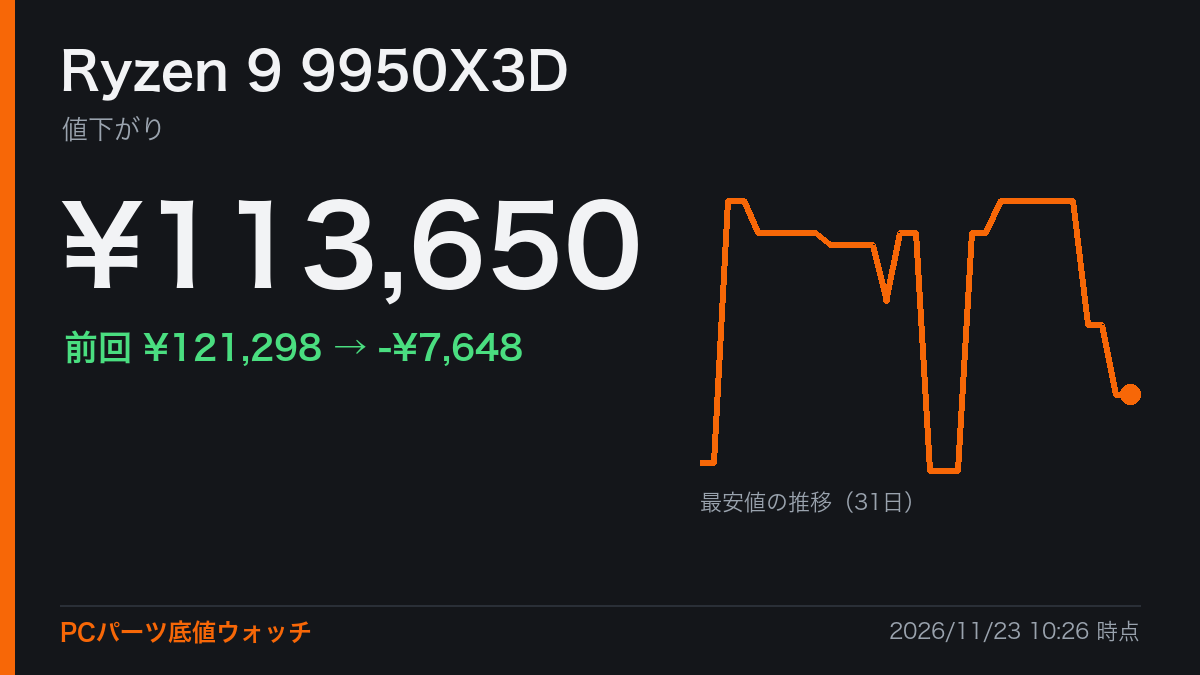 Ryzen 9 9950X3D
値下がり
¥113,650
前回 ¥121,298 → -¥7,648
最安値の推移（31日）
PCパーツ底値ウォッチ
2026/11/23 10:26 時点